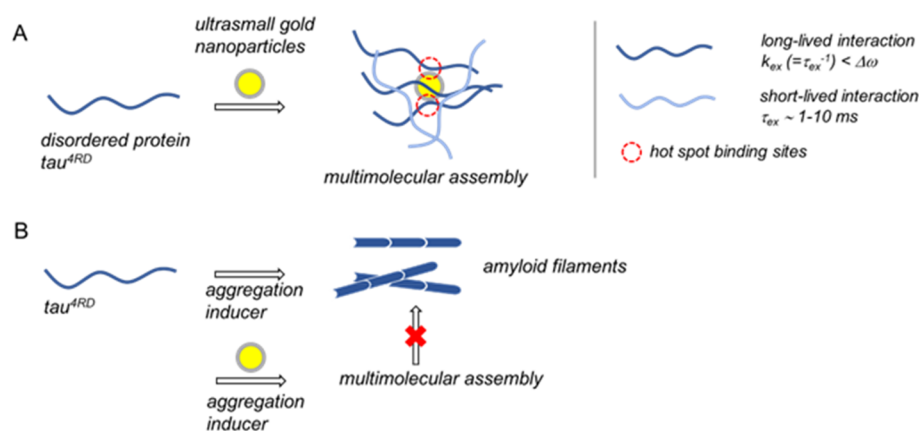 A
ultrasmall gold
nanoparticles
disordered protein
tau⁴ᴿᴰ
multimolecular assembly
long-lived interaction
kₑₓ (=τₑₓ⁻¹) < Δω
short-lived interaction
τₑₓ ~ 1-10 ms
hot spot binding sites
B
tau⁴ᴿᴰ
aggregation
inducer
amyloid filaments
aggregation
inducer
multimolecular assembly